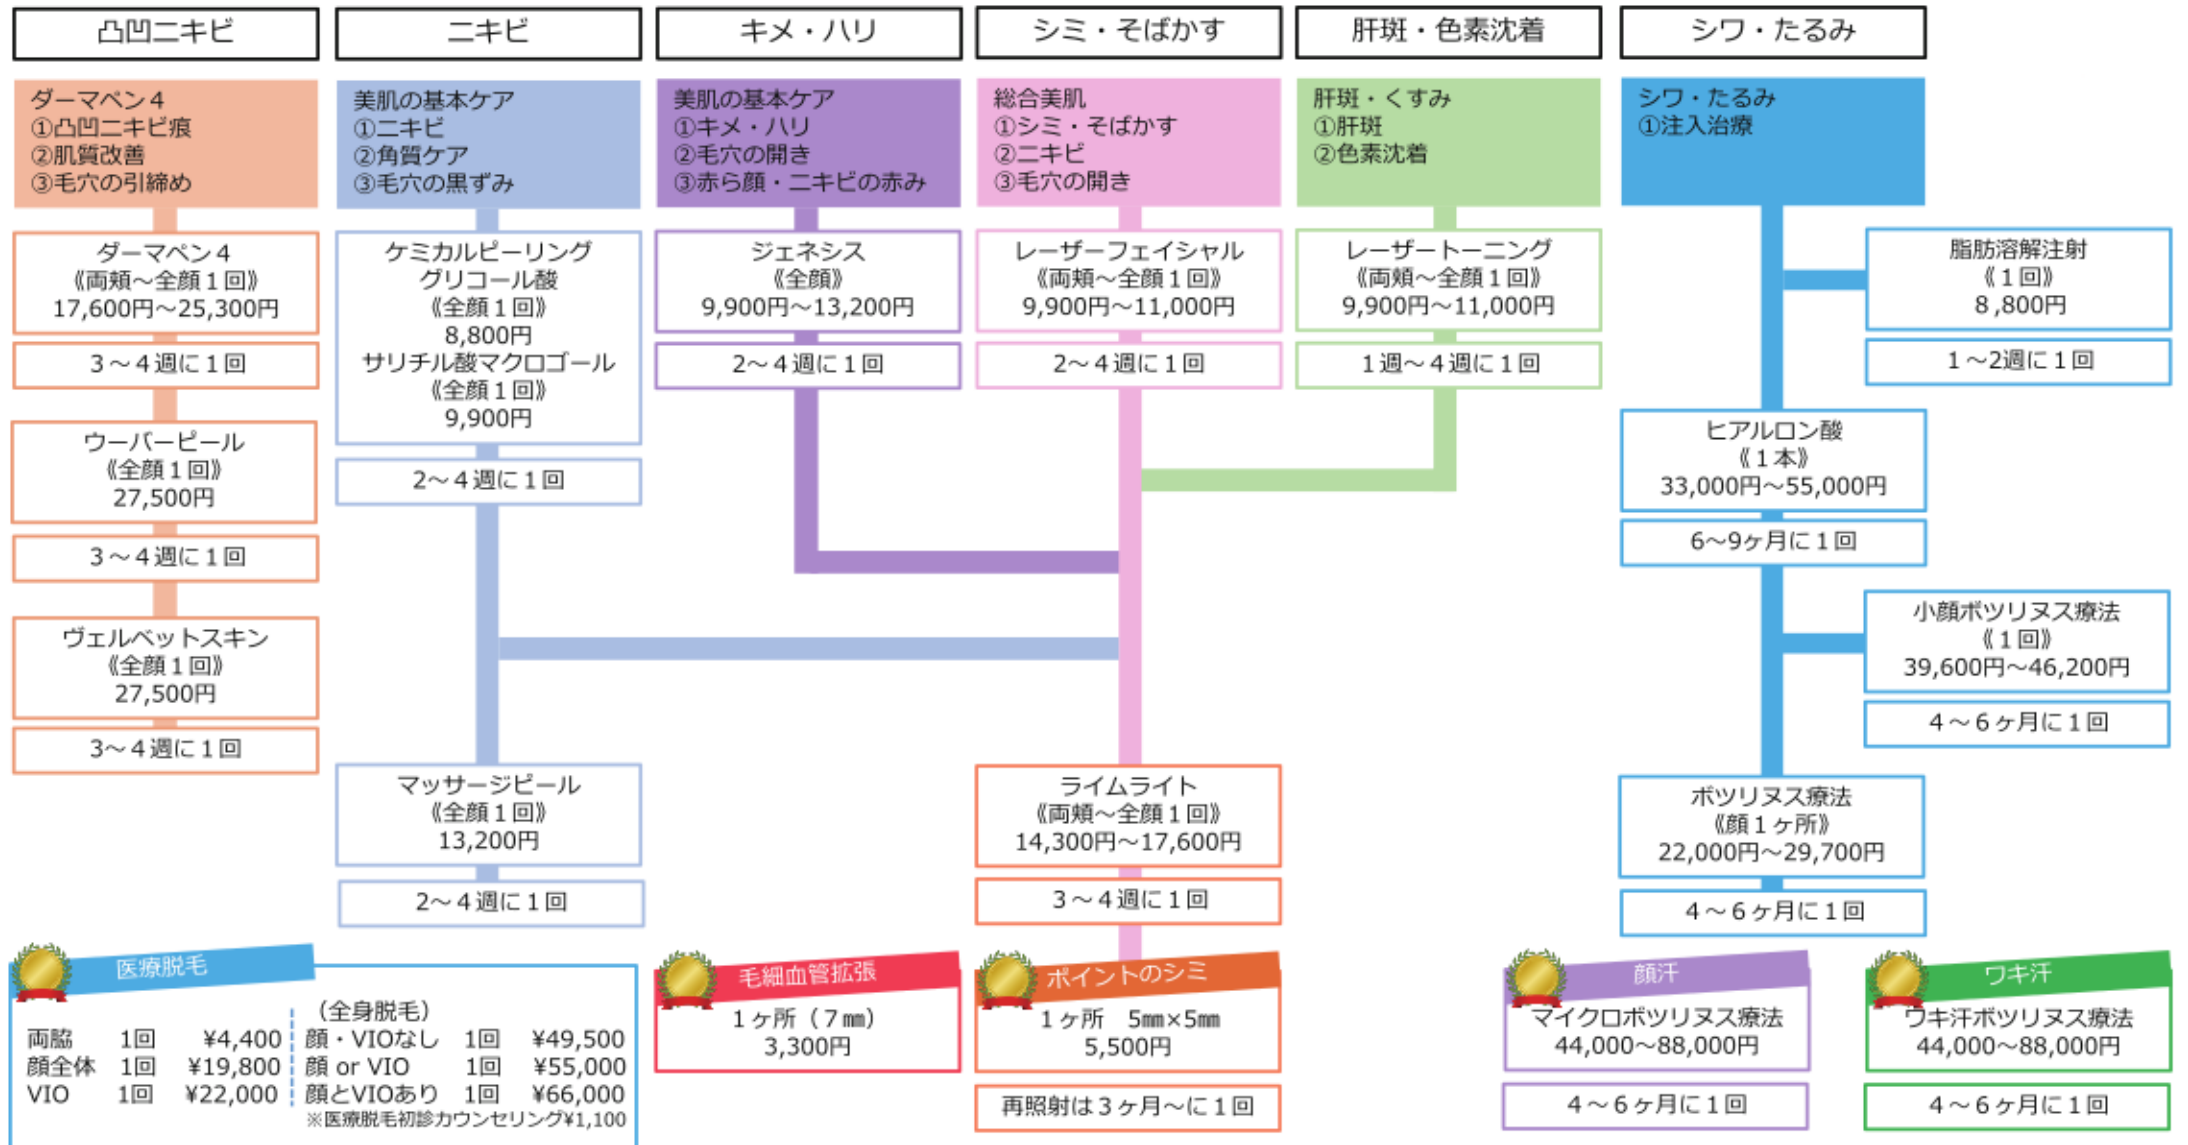 凸凹ニキビ
ニキビ
キメ・ハリ
シミ・そばかす
肝斑・色素沈着
シワ・たるみ
ダーマペン４
①凸凹ニキビ痕
②肌質改善
③毛穴の引締め
美肌の基本ケア
①ニキビ
②角質ケア
③毛穴の黒ずみ
美肌の基本ケア
①キメ・ハリ
②毛穴の開き
③赤ら顔・ニキビの赤み
総合美肌
①シミ・そばかす
②ニキビ
③毛穴の開き
肝斑・くすみ
①肝斑
②色素沈着
シワ・たるみ
①注入治療
ダーマペン４
《両頬～全顔１回》
17,600円～25,300円
３～４週に１回
ウーバーピール
《全顔１回》
27,500円
３～４週に１回
ヴェルベットスキン
《全顔１回》
27,500円
3～４週に１回
ケミカルピーリング
グリコール酸
《全顔１回》
8,800円
サリチル酸マクロゴール
《全顔１回》
9,900円
2～４週に１回
マッサージピール
《全顔１回》
13,200円
2～４週に１回
ジェネシス
《全顔》
9,900円～13,200円
2～４週に１回
レーザーフェイシャル
《両頬～全顔１回》
9,900円～11,000円
2～４週に１回
ライムライト
《両頬～全顔１回》
14,300円～17,600円
３～４週に１回
レーザートーニング
《両頬～全顔１回》
9,900円～11,000円
１週～４週に１回
脂肪溶解注射
《１回》
8,800円
１～2週に１回
ヒアルロン酸
《１本》
33,000円～55,000円
6～9ヶ月に１回
小顔ボツリヌス療法
《１回》
39,600円～46,200円
４～６ヶ月に１回
ボツリヌス療法
《顔１ヶ所》
22,000円～29,700円
４～６ヶ月に１回
医療脱毛
両脇 1回 ¥4,400
顔全体 1回 ¥19,800
VIO 1回 ¥22,000
（全身脱毛）
顔・VIOなし 1回 ¥49,500
顔 or VIO 1回 ¥55,000
顔とVIOあり 1回 ¥66,000
※医療脱毛初診カウンセリング¥1,100
毛細血管拡張
１ヶ所（７㎜）
3,300円
ポイントのシミ
１ヶ所 5㎜×5㎜
5,500円
再照射は３ヶ月～に１回
顔汗
マイクロボツリヌス療法
44,000～88,000円
４～６ヶ月に１回
ワキ汗
ワキ汗ボツリヌス療法
44,000～88,000円
４～６ヶ月に１回